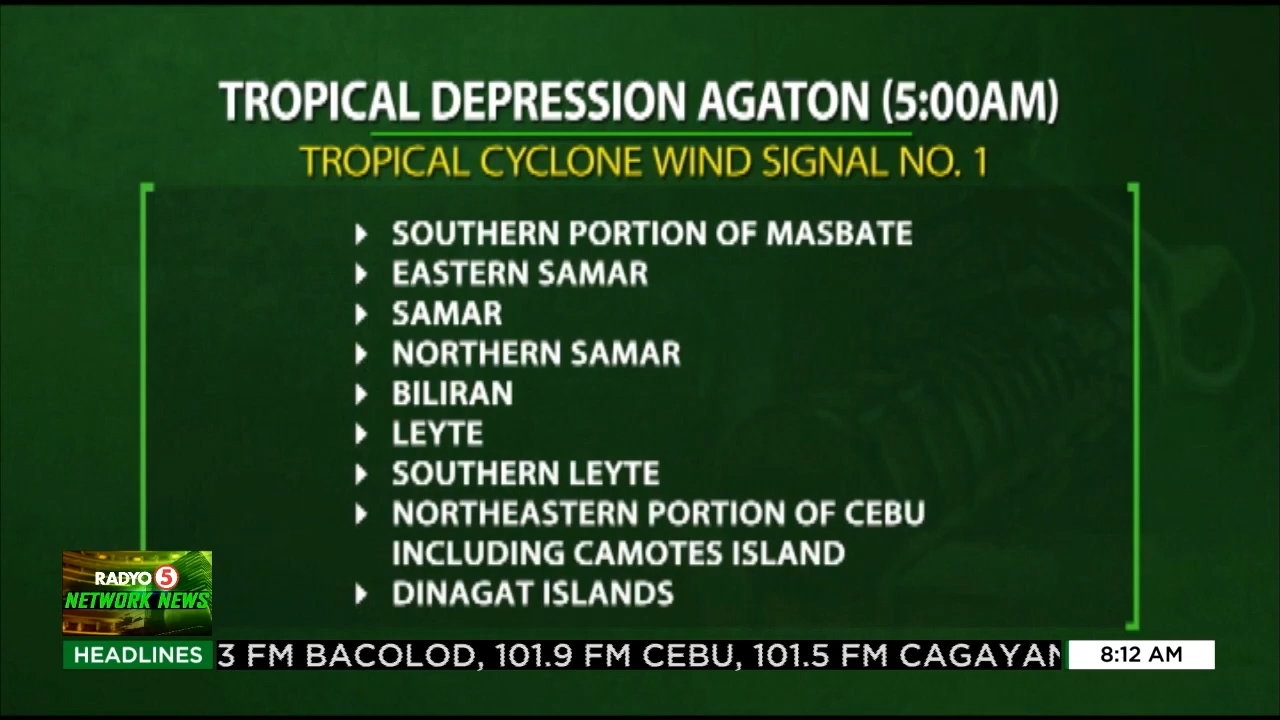 TROPICAL DEPRESSION AGATON (5:00AM)
TROPICAL CYCLONE WIND SIGNAL NO. 1
SOUTHERN PORTION OF MASBATE
EASTERN SAMAR
SAMAR
NORTHERN SAMAR
BILIRAN
LEYTE
SOUTHERN LEYTE
NORTHEASTERN PORTION OF CEBU
INCLUDING CAMOTES ISLAND
DINAGAT ISLANDS
RADYO 5
NETWORK NEWS
HEADLINES
3 FM BACOLOD, 101.9 FM CEBU, 101.5 FM CAGAYAN
8:12 AM